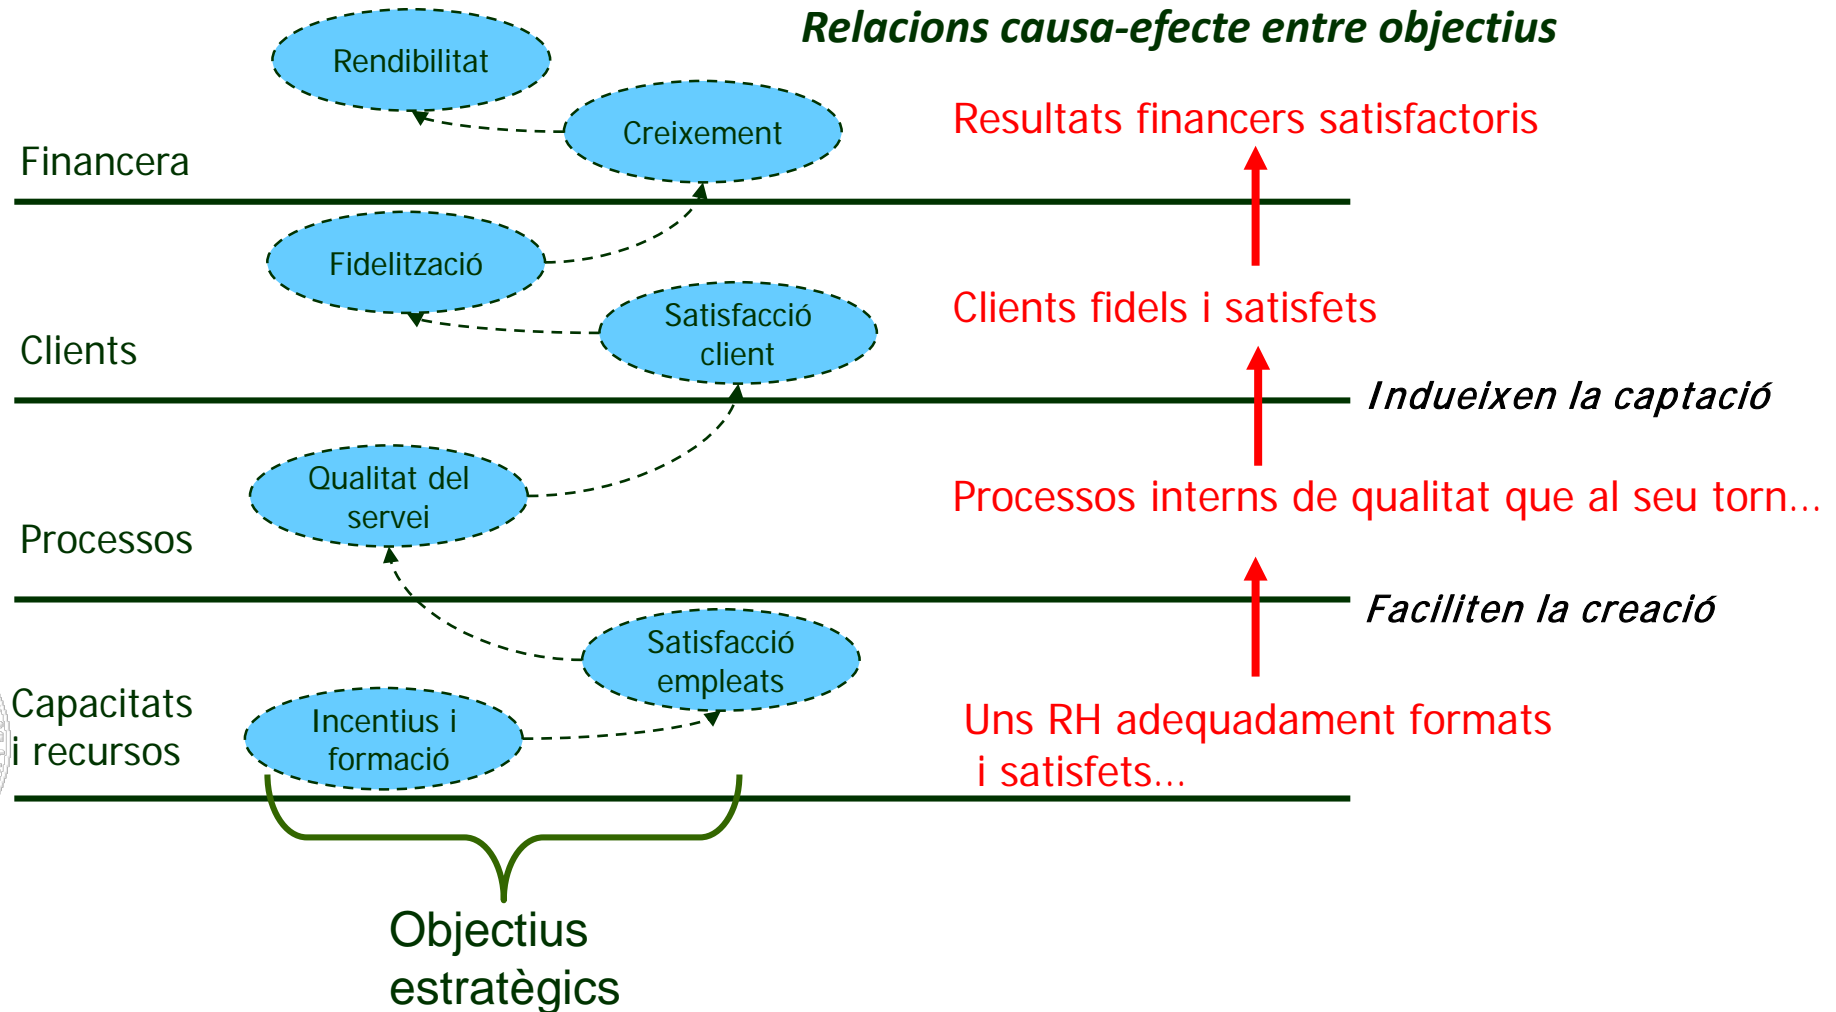 Relacions causa-efecte entre objectius
Rendibilitat
Creixement
Resultats financers satisfactoris
Financera
Fidelització
Satisfacció
client
Clients fidels i satisfets
Clients
Indueixen la captació
Qualitat del
servei
Processos interns de qualitat que al seu torn...
Processos
Faciliten la creació
Satisfacció
empleats
Capacitats
i recursos
Incentius i
formació
Uns RH adequadament formats
i satisfets...
Objectius
estratègics